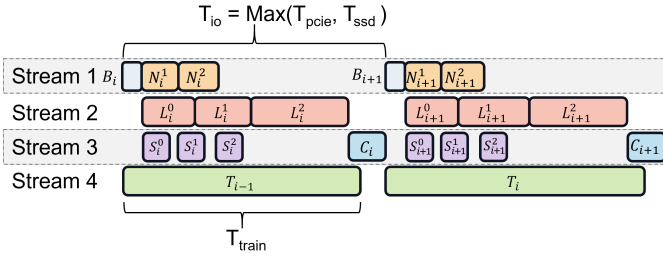 T_io = Max(T_pcie, T_ssd)
Stream 1 B_i N_i^1 N_i^2 B_{i+1} N_{i+1}^1 N_{i+1}^2
Stream 2 L_i^0 L_i^1 L_i^2 L_{i+1}^0 L_{i+1}^1 L_{i+1}^2
Stream 3 S_i^0 S_i^1 S_i^2 C_i S_{i+1}^0 S_{i+1}^1 S_{i+1}^2 C_{i+1}
Stream 4 T_{i-1} T_i
T_train